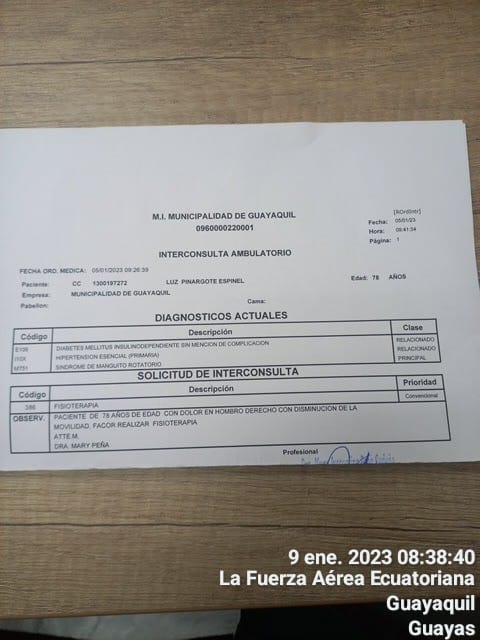 M.I. MUNICIPALIDAD DE GUAYAQUIL
0960000220001
[ROrdIntr]
Fecha: 05/01/23
Hora: 09:41:34
Página: 1
INTERCONSULTA AMBULATORIO
FECHA ORD. MEDICA: 05/01/2023 09:26:39
Paciente: CC 1300197272 LUZ PINARGOTE ESPINEL Edad: 78 AÑOS
Empresa: MUNICIPALIDAD DE GUAYAQUIL
Pabellon: Cama:
DIAGNOSTICOS ACTUALES
Código Descripción Clase
E109 DIABETES MELLITUS INSULINODEPENDIENTE SIN MENCION DE COMPLICACION RELACIONADO
I10X HIPERTENSION ESENCIAL (PRIMARIA) RELACIONADO
M751 SINDROME DE MANGUITO ROTATORIO PRINCIPAL
SOLICITUD DE INTERCONSULTA
Código Descripción Prioridad
386 FISIOTERAPIA Convencional
OBSERV. PACIENTE DE 78 AÑOS DE EDAD CON DOLOR EN HOMBRO DERECHO CON DISMINUCION DE LA
MOVILIDAD, FACOR REALIZAR FISIOTERAPIA
ATTE.M.
DRA. MARY PEÑA
Profesional
9 ene. 2023 08:38:40
La Fuerza Aérea Ecuatoriana
Guayaquil
Guayas